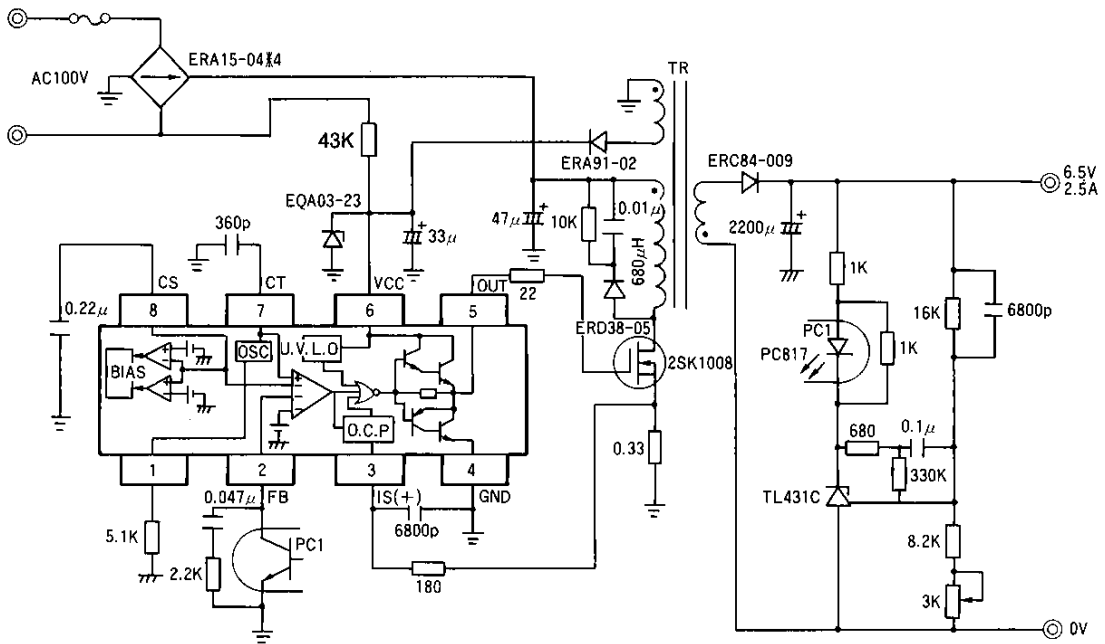 ERA15-04※4
TR
AC100V
43K
ERA91-02
ERC84-009
6.5V
2.5A
EQA03-23
360p
33μ
47μ
10K
0.01μ
680μH
2200μ
1K
CS
CT
VCC
OUT
22
0.22μ
8
7
6
5
ERD38-05
PC1
PC817
1K
16K
6800p
OSC
U.V.L.O
2SK1008
BIAS
O.C.P
0.33
680
0.1μ
330K
1
2
3
4
0.047μ
FB
IS(+)
GND
6800p
TL431C
5.1K
2.2K
PC1
180
8.2K
3K
0V